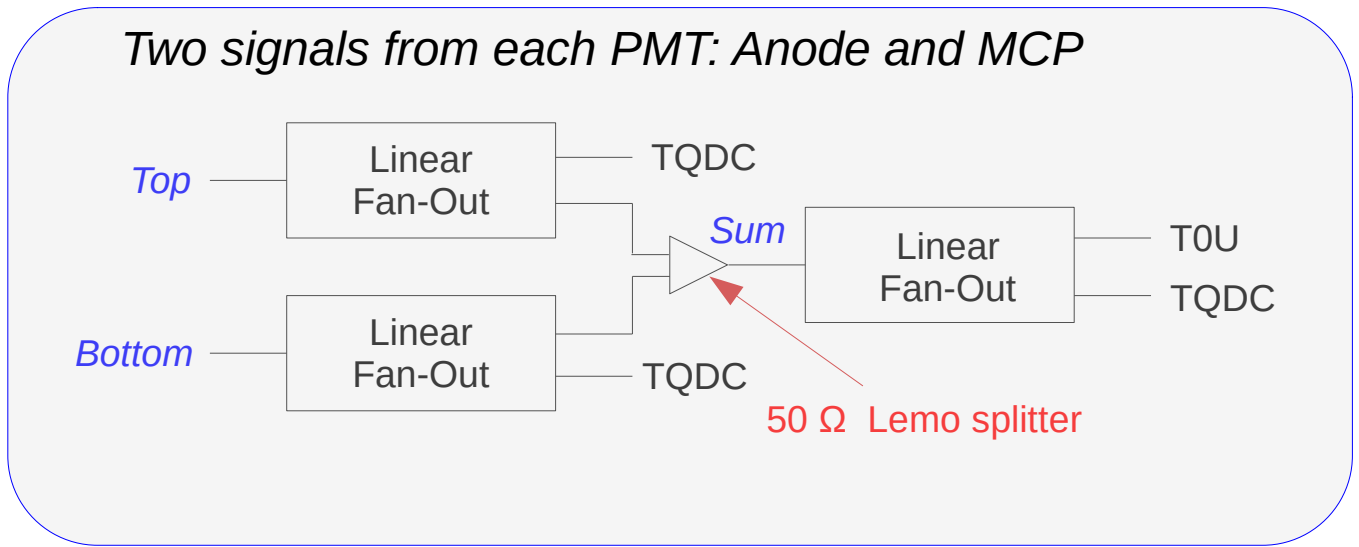 Two signals from each PMT: Anode and MCP
Top
Linear
Fan-Out
TQDC
Sum
Linear
Fan-Out
T0U
TQDC
Bottom
Linear
Fan-Out
TQDC
50 Ω Lemo splitter